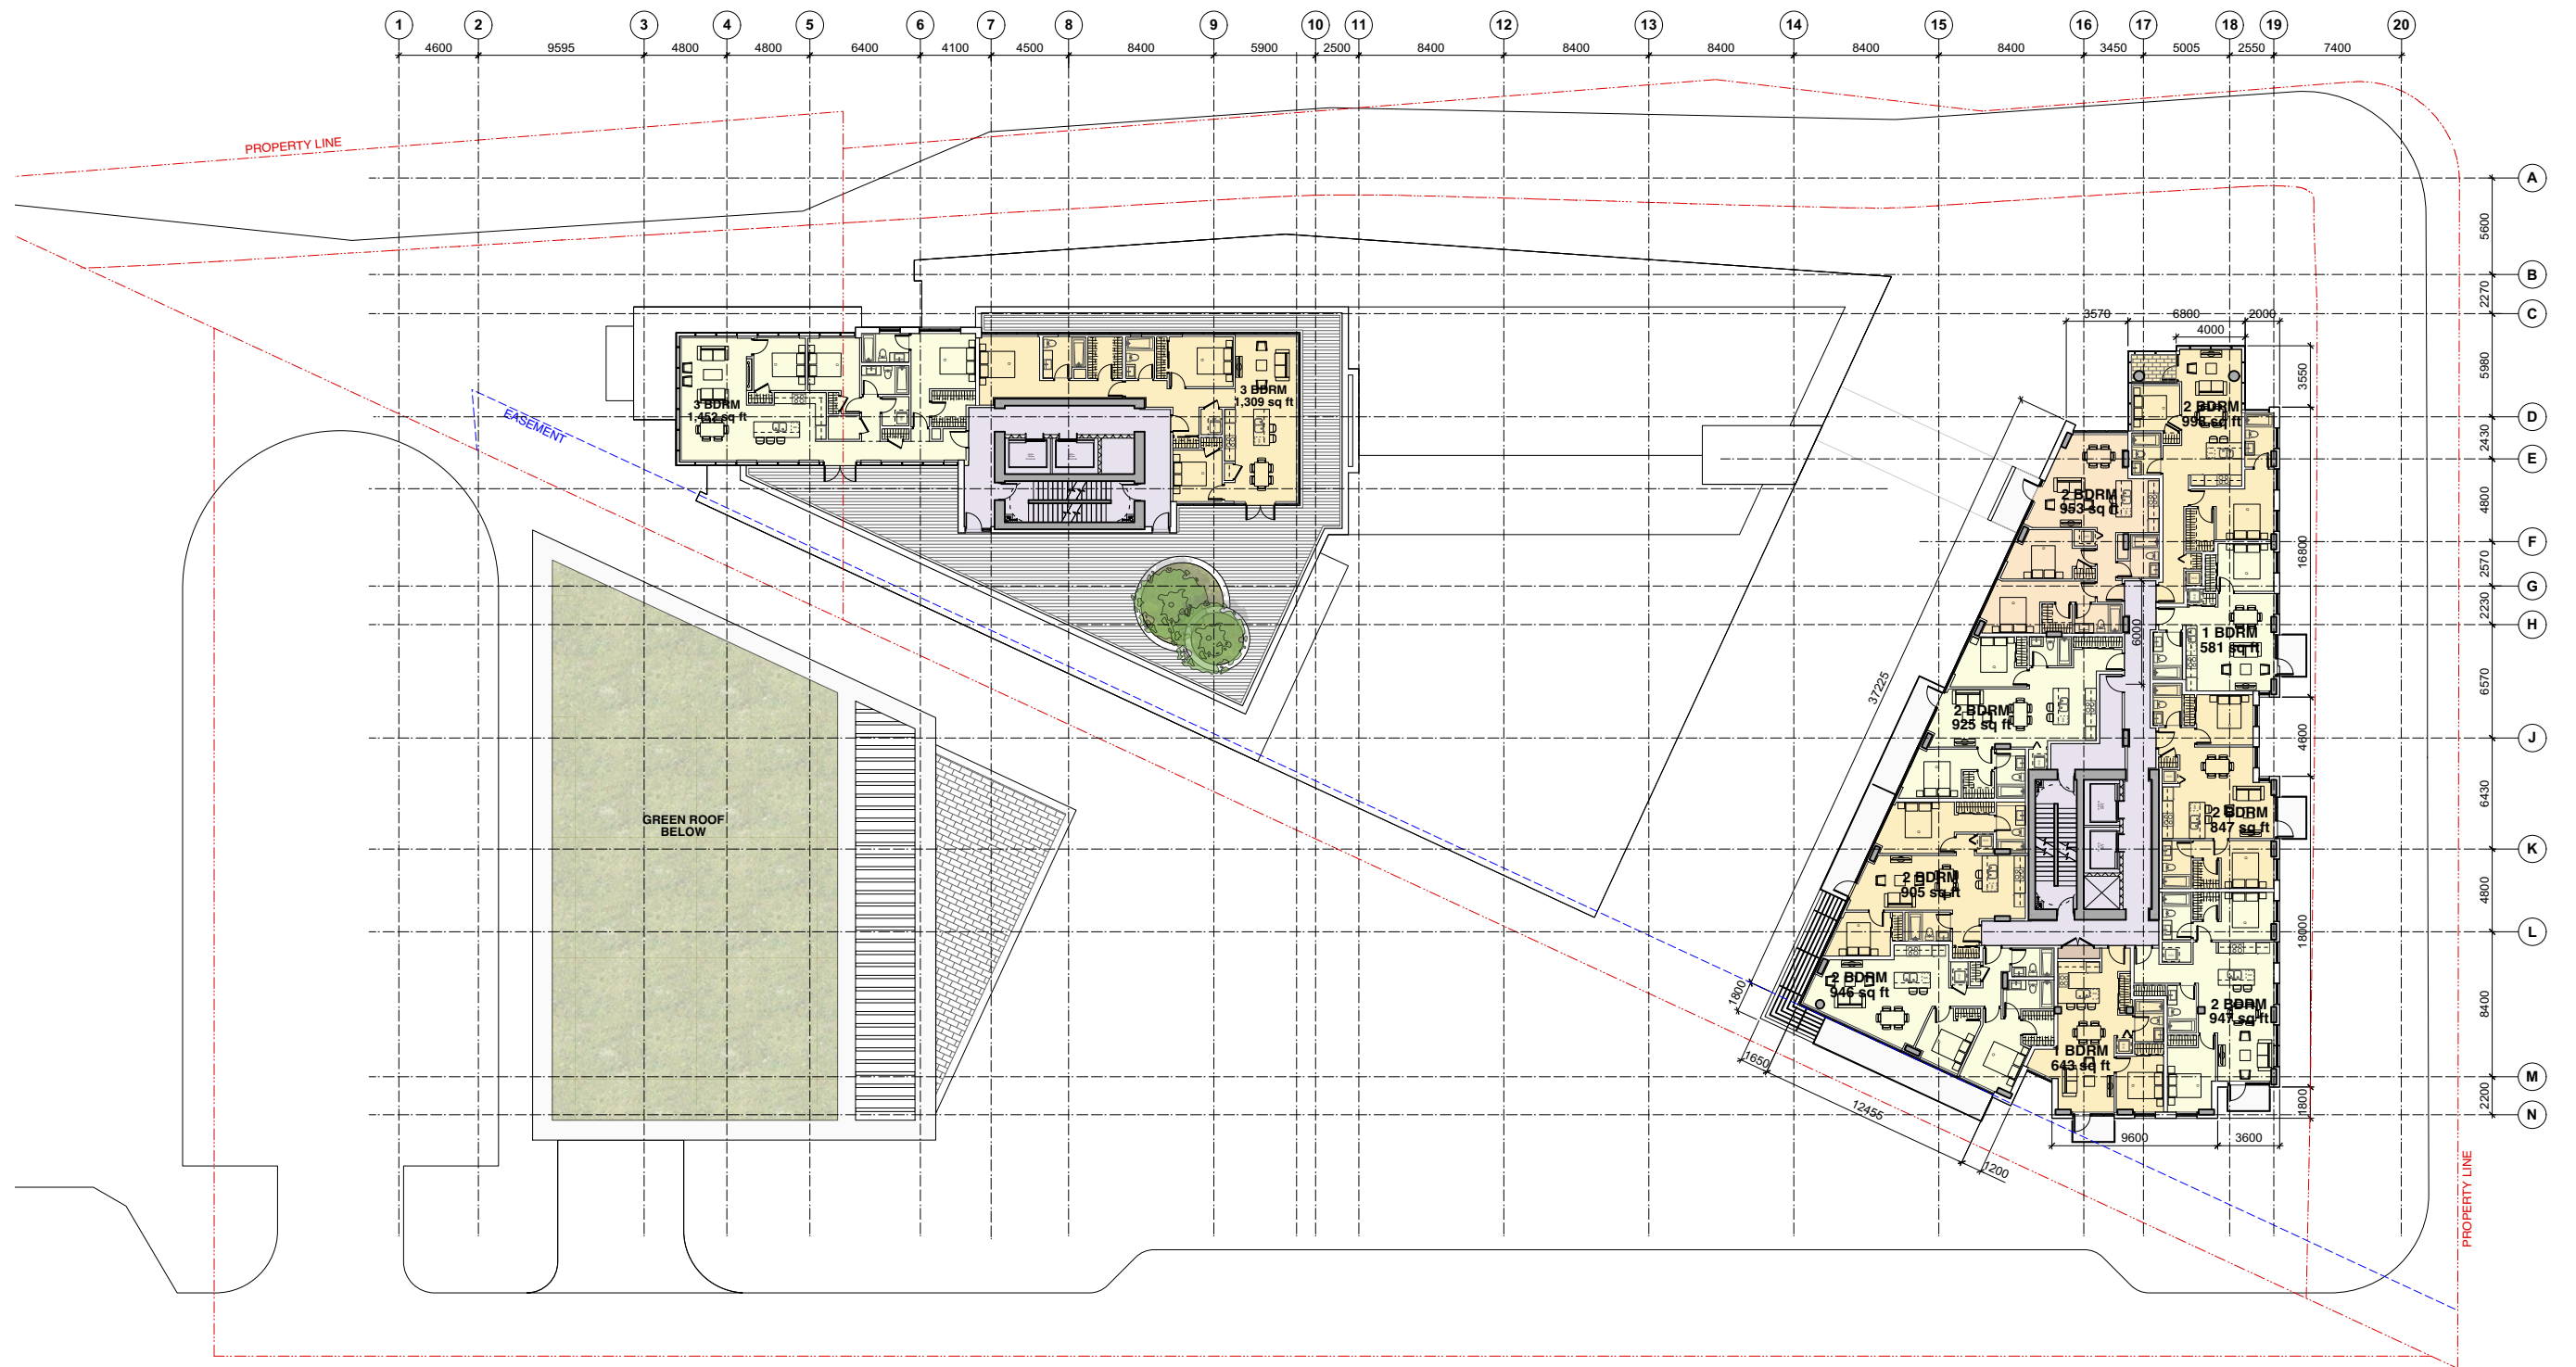 1 2 3 4 5 6 7 8 9 10 11 12 13 14 15 16 17 18 19 20
4600 9595 4800 4800 6400 4100 4500 8400 5900 2500 8400 8400 8400 8400 8400 3450 5005 2550 7400
PROPERTY LINE
A
5600
B
2270
C
3570 6800 2000
4000
5980
3550
EASEMENT
3 BDRM
1,452 sq ft
3 BDRM
1,309 sq ft
2 BDRM
998 sq ft
D
2430
E
2 BDRM
953 sq ft
4800
F
16800
2570
G
2230
H
6000
1 BDRM
581 sq ft
37225
6570
2 BDRM
925 sq ft
4600
J
6430
GREEN ROOF
BELOW
2 BDRM
847 sq ft
K
2 BDRM
905 sq ft
4800
L
18000
2 BDRM
946 sq ft
1800
2 BDRM
947 sq ft
8400
1650
1 BDRM
643 sq ft
M
12455
1800
2200
N
9600 3600
1200
PROPERTY LINE